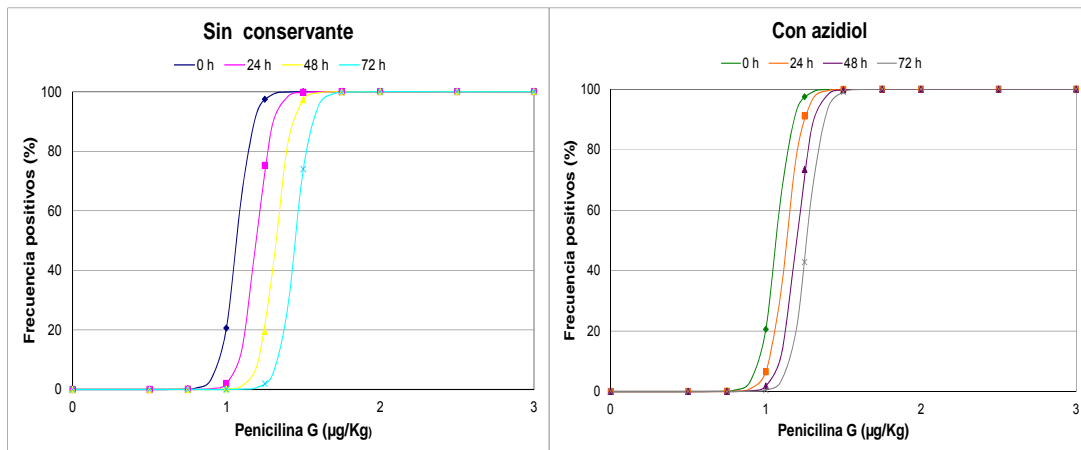 Sin conservante
0 h 24 h 48 h 72 h
100
80
60
40
20
0
0 1 2 3
Frecuencia positivos (%)
Penicilina G (µg/Kg)
Con azidiol
0 h 24 h 48 h 72 h
100
80
60
40
20
0
0 1 2 3
Frecuencia positivos (%)
Penicilina G (µg/Kg)